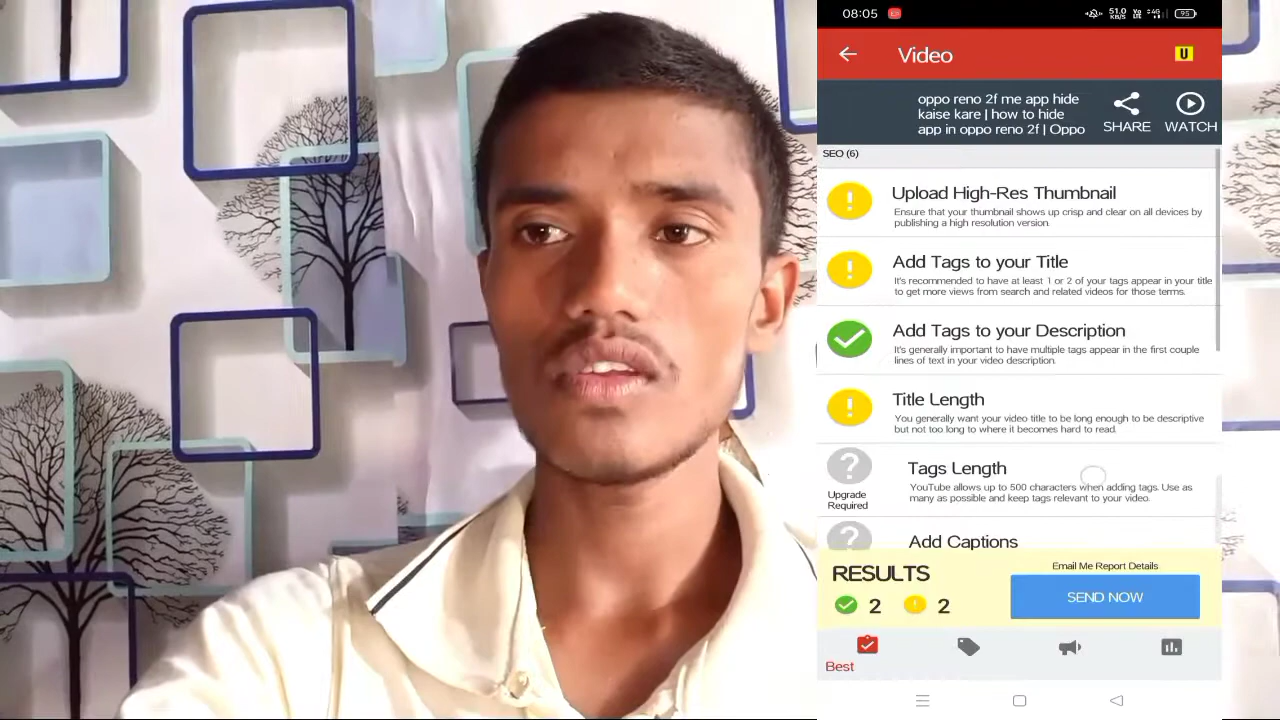 08:05
51.0
KB/S
Vo
4G
95
Video
U
oppo reno 2f me app hide
kaise kare | how to hide
app in oppo reno 2f | Oppo
SHARE
WATCH
SEO (6)
Upload High-Res Thumbnail
Ensure that your thumbnail shows up crisp and clear on all devices by
publishing a high resolution version.
Add Tags to your Title
It's recommended to have at least 1 or 2 of your tags appear in your title
to get more views from search and related videos for those terms.
Add Tags to your Description
It's generally important to have multiple tags appear in the first couple
lines of text in your video description.
Title Length
You generally want your video title to be long enough to be descriptive
but not too long to where it becomes hard to read.
Tags Length
YouTube allows up to 500 characters when adding tags. Use as
many as possible and keep tags relevant to your video.
Upgrade
Required
Add Captions
RESULTS
2 2
Email Me Report Details
SEND NOW
Best